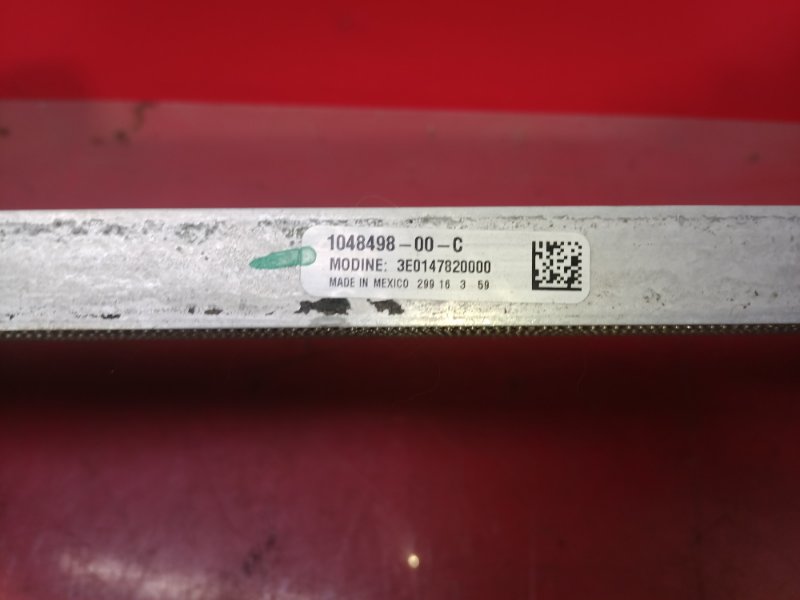 1048498-00-C
MODINE: 3E0147820000
MADE IN MEXICO 299 16 3 59